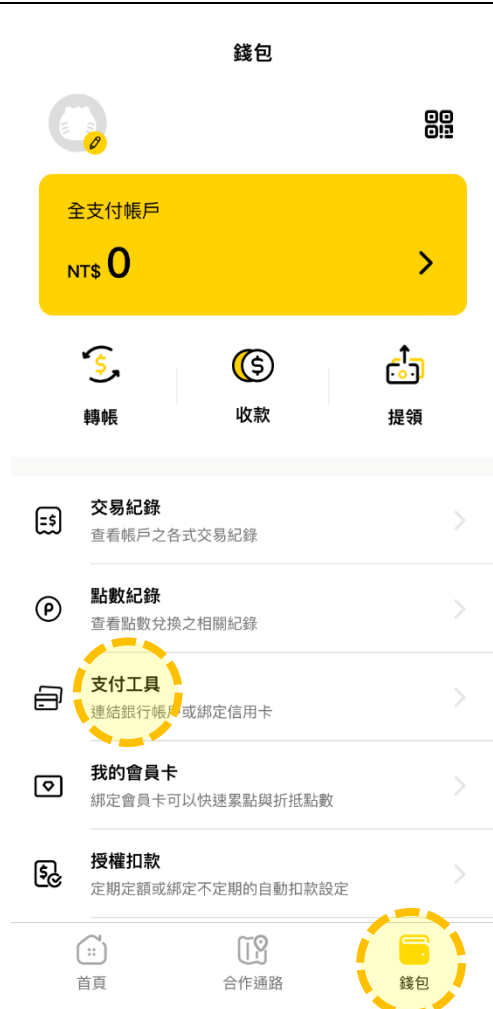 錢包
全支付帳戶
NT$ 0
轉帳
收款
提領
交易紀錄
查看帳戶之各式交易紀錄
點數紀錄
查看點數兌換之相關紀錄
支付工具
連結銀行帳戶或綁定信用卡
我的會員卡
綁定會員卡可以快速累點與折抵點數
授權扣款
定期定額或綁定不定期的自動扣款設定
首頁
合作通路
錢包